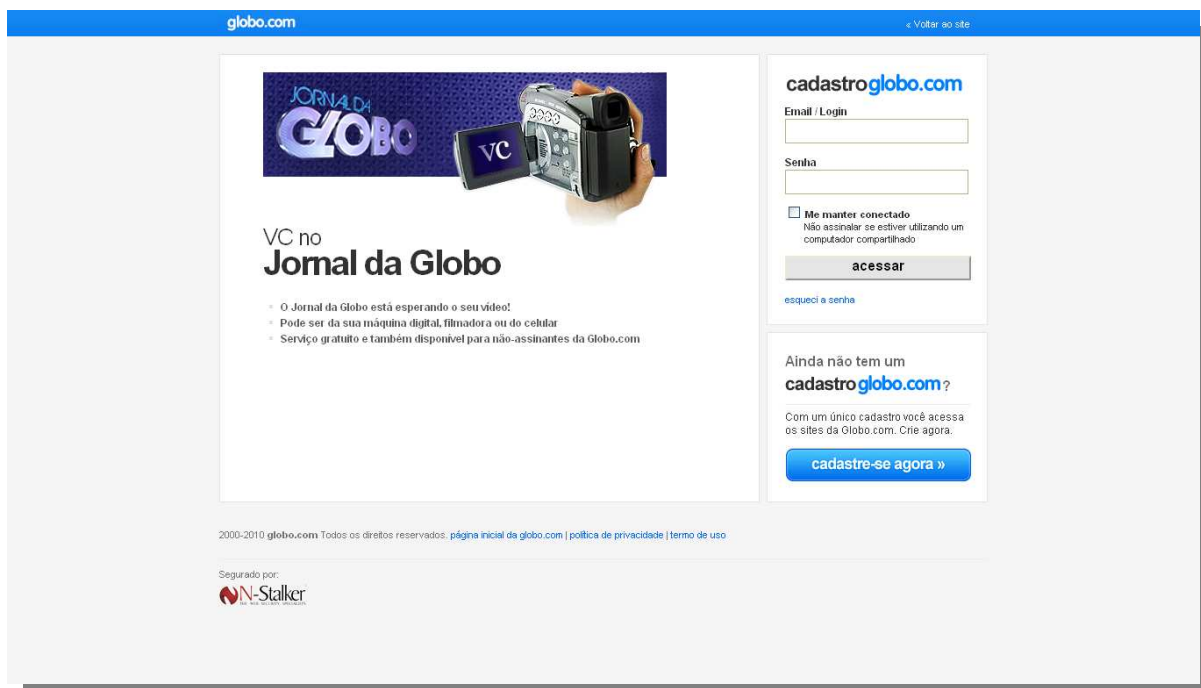 globo.com
« Voltar ao site
JORNAL DA
GLOBO
VC
VC no
Jornal da Globo
O Jornal da Globo está esperando o seu vídeo!
Pode ser da sua máquina digital, filmadora ou do celular
Serviço gratuito e também disponível para não-assinantes da Globo.com
cadastroglobo.com
Email / Login
Senha
Me manter conectado
Não assinalar se estiver utilizando um
computador compartilhado
acessar
esqueci a senha
Ainda não tem um
cadastroglobo.com?
Com um único cadastro você acessa
os sites da Globo.com. Crie agora.
cadastre-se agora »
2000-2010 globo.com Todos os direitos reservados. página inicial da globo.com | política de privacidade | termo de uso
Segurado por:
N-Stalker